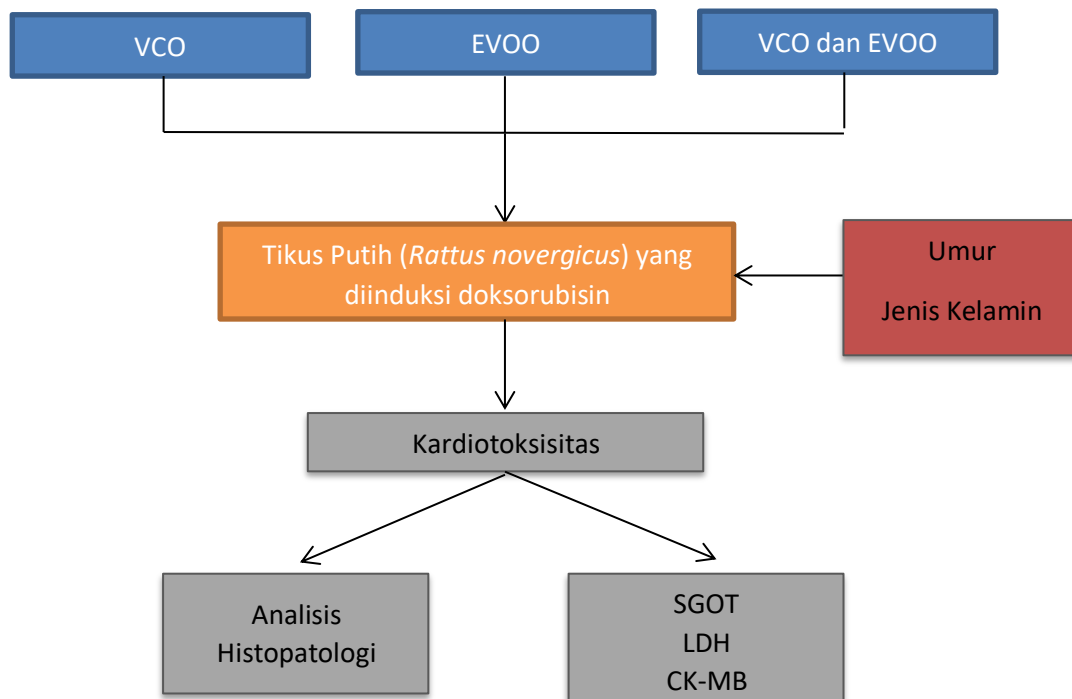 VCO
EVOO
VCO dan EVOO
Tikus Putih (Rattus novergicus) yang
diinduksi doksorubisin
Umur
Jenis Kelamin
Kardiotoksisitas
Analisis
Histopatologi
SGOT
LDH
CK-MB